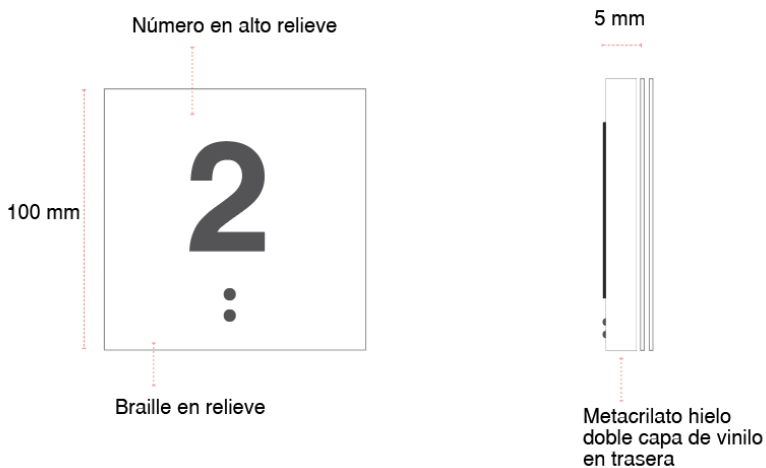 Número en alto relieve
5 mm
100 mm
2
Braille en relieve
Metacrilato hielo
doble capa de vinilo
en trasera